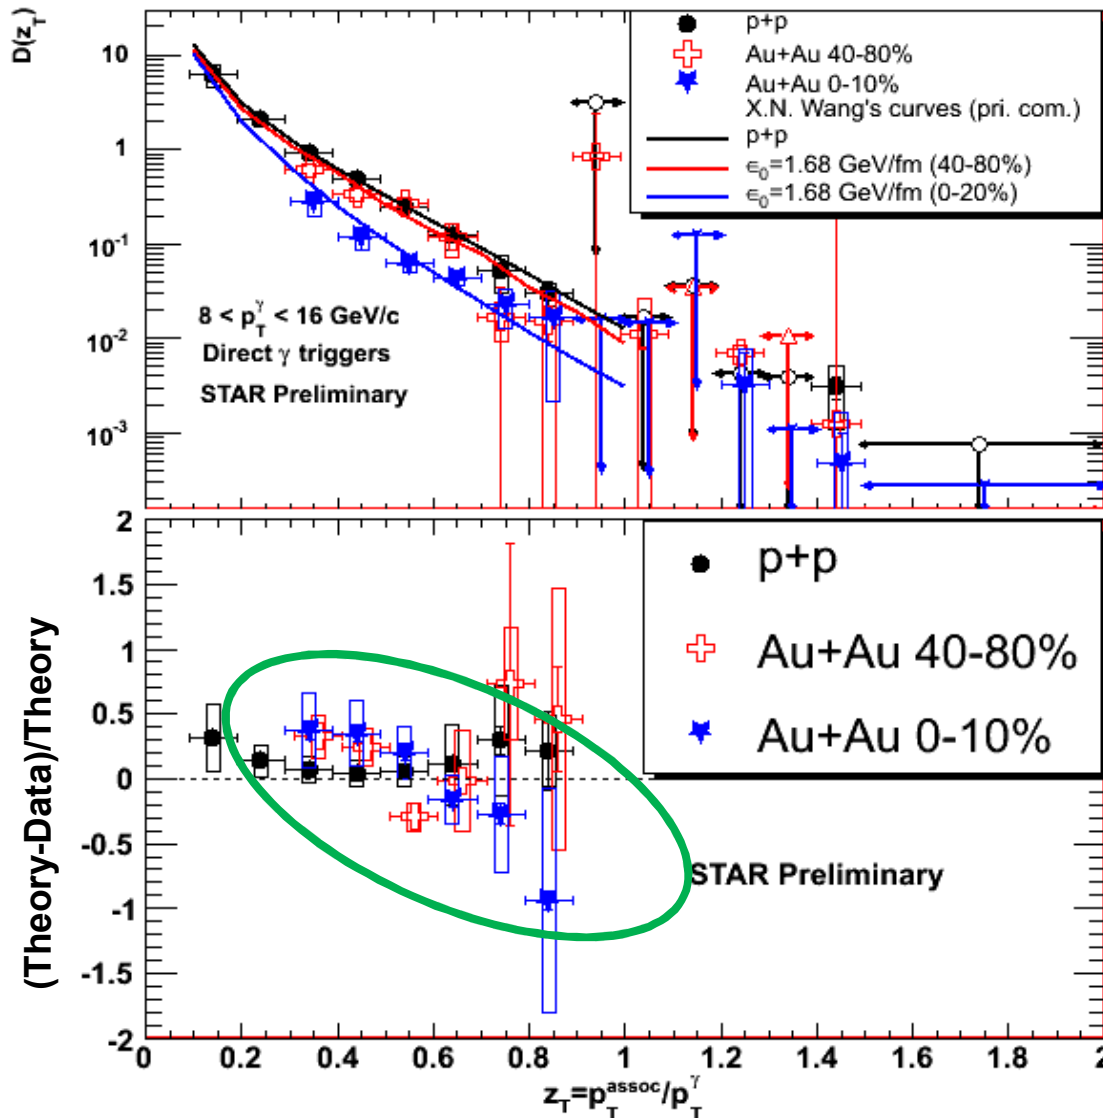 D(z_T)
10
1
10^-1
10^-2
10^-3
p+p
Au+Au 40-80%
Au+Au 0-10%
X.N. Wang's curves (pri. com.)
p+p
ϵ_0=1.68 GeV/fm (40-80%)
ϵ_0=1.68 GeV/fm (0-20%)
8 < p_T^γ < 16 GeV/c
Direct γ triggers
STAR Preliminary
(Theory-Data)/Theory
2
1.5
1
0.5
0
-0.5
-1
-1.5
-2
p+p
Au+Au 40-80%
Au+Au 0-10%
STAR Preliminary
0 0.2 0.4 0.6 0.8 1 1.2 1.4 1.6 1.8 2
z_T=p_T^assoc/p_T^γ